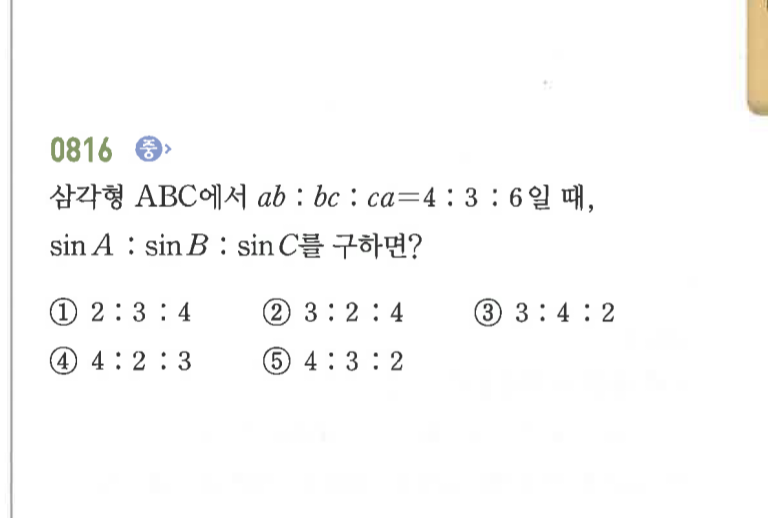 0816 중
삼각형 ABC에서 ab : bc : ca=4 : 3 : 6일 때,
sin A : sin B : sin C를 구하면?
① 2 : 3 : 4 ② 3 : 2 : 4 ③ 3 : 4 : 2
④ 4 : 2 : 3 ⑤ 4 : 3 : 2